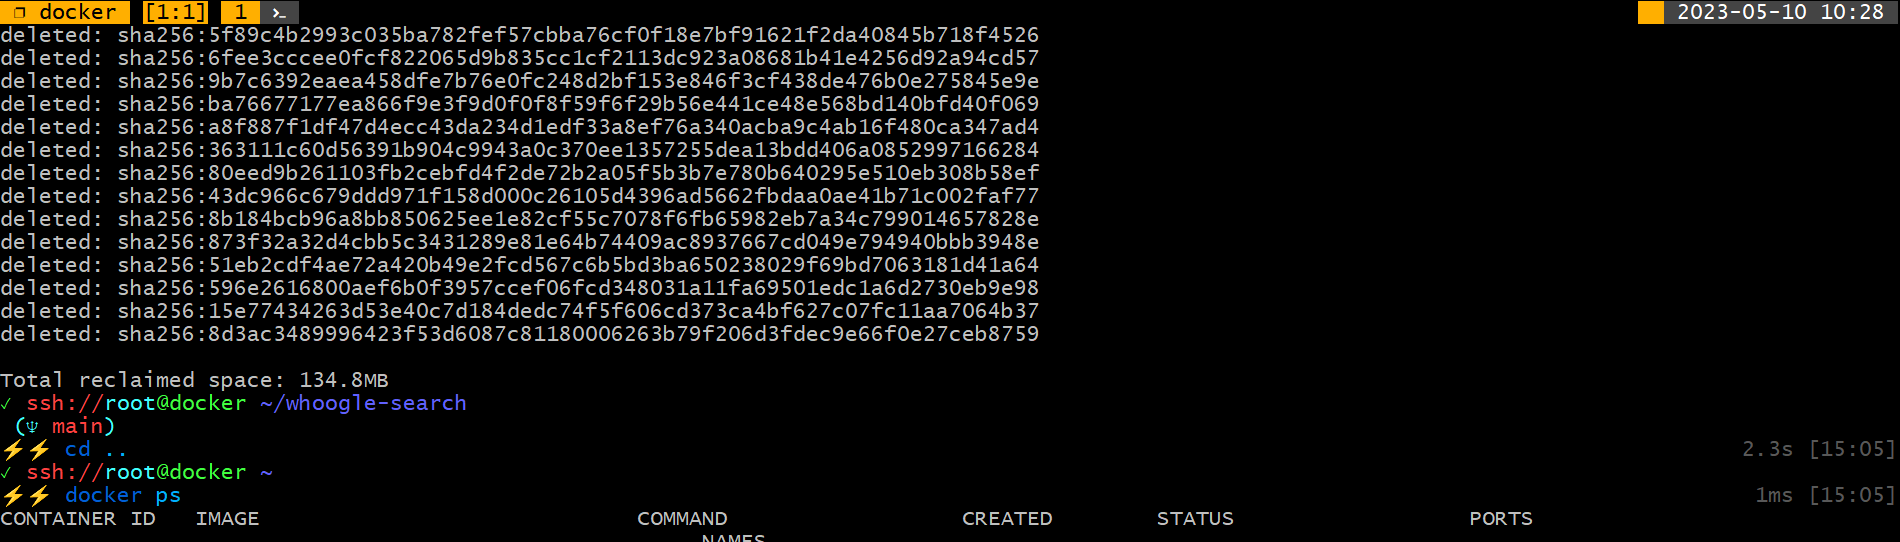 docker [1:1] 1 >_ 2023-05-10 10:28
deleted: sha256:5f89c4b2993c035ba782fef57cbba76cf0f18e7bf91621f2da40845b718f4526
deleted: sha256:6fee3cccee0fcf822065d9b835cc1cf2113dc923a08681b41e4256d92a94cd57
deleted: sha256:9b7c6392eaea458dfe7b76e0fc248d2bf153e846f3cf438de476b0e275845e9e
deleted: sha256:ba76677177ea866f9e3f9d0f0f8f59f6f29b56e441ce48e568bd140bfd40f069
deleted: sha256:a8f887f1df47d4ecc43da234d1edf33a8ef76a340acba9c4ab16f480ca347ad4
deleted: sha256:363111c60d56391b904c9943a0c370ee1357255dea13bdd406a0852997166284
deleted: sha256:80eed9b261103fb2cebfd4f2de72b2a05f5b3b7e780b640295e510eb308b58ef
deleted: sha256:43dc966c679ddd971f158d000c26105d4396ad5662fbdaa0ae41b71c002faf77
deleted: sha256:8b184bcb96a8bb850625ee1e82cf55c7078f6fb65982eb7a34c799014657828e
deleted: sha256:873f32a32d4cbb5c3431289e81e64b74409ac8937667cd049e794940bbb3948e
deleted: sha256:51eb2cdf4ae72a420b49e2fcd567c6b5bd3ba650238029f69bd7063181d41a64
deleted: sha256:596e2616800aef6b0f3957ccef06fcd348031a11fa69501edc1a6d2730eb9e98
deleted: sha256:15e77434263d53e40c7d184dedc74f5f606cd373ca4bf627c07fc11aa7064b37
deleted: sha256:8d3ac3489996423f53d6087c81180006263b79f206d3fdec9e66f0e27ceb8759
Total reclaimed space: 134.8MB
✓ ssh://root@docker ~/whoogle-search
(♆ main)
⚡⚡ cd .. 2.3s [15:05]
✓ ssh://root@docker ~
⚡⚡ docker ps 1ms [15:05]
CONTAINER ID IMAGE COMMAND CREATED STATUS PORTS
NAMES